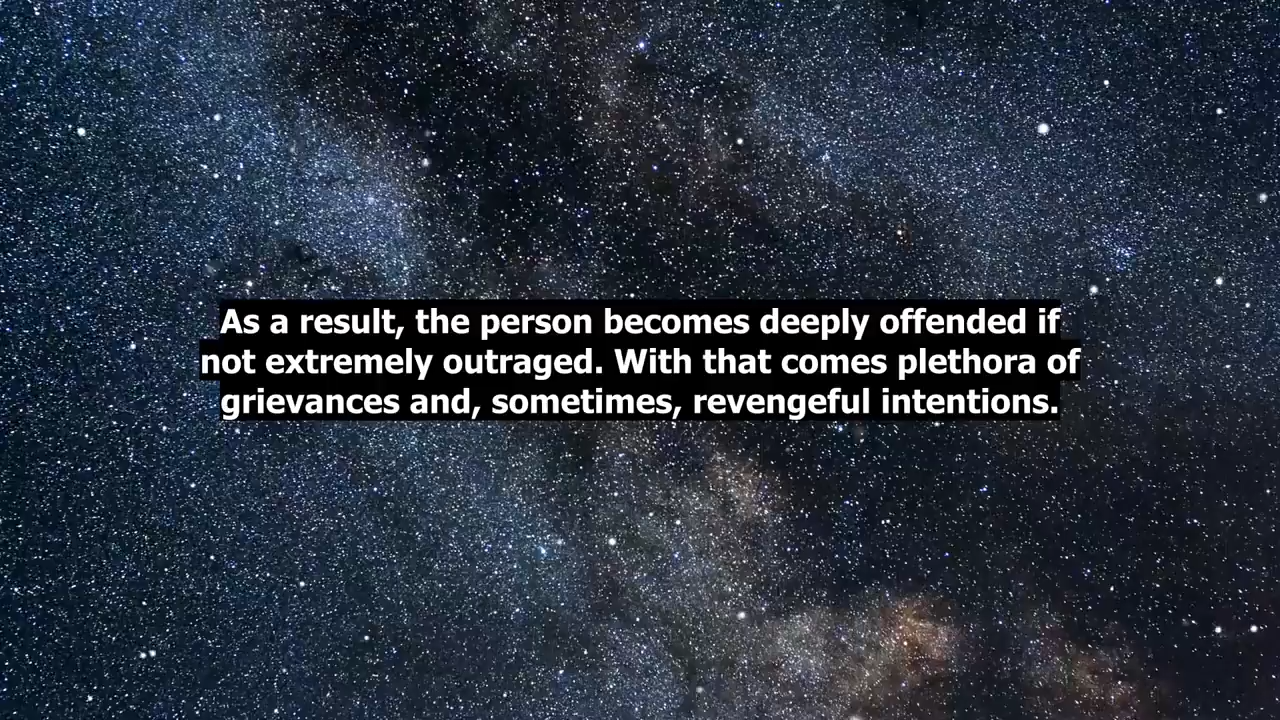 As a result, the person becomes deeply offended if
not extremely outraged. With that comes plethora of
grievances and, sometimes, revengeful intentions.